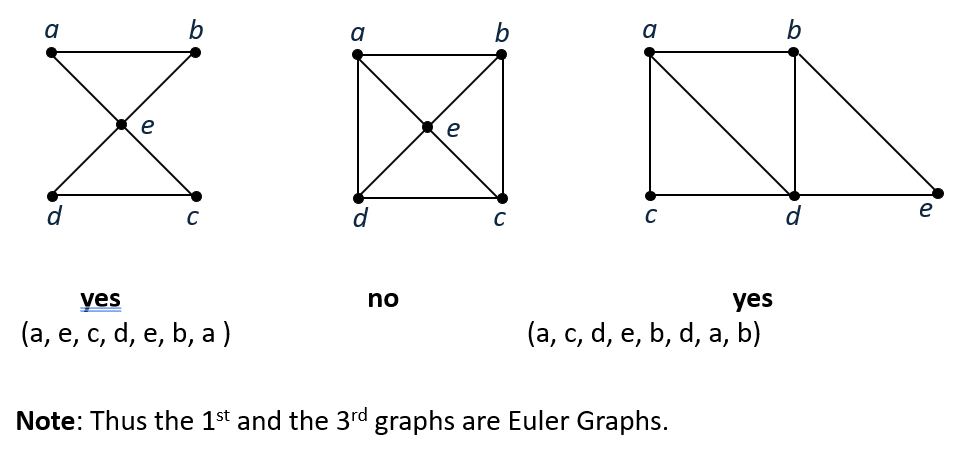 a b a b a b
e e
d c d c c d e
yes no yes
(a, e, c, d, e, b, a ) (a, c, d, e, b, d, a, b)
Note: Thus the 1st and the 3rd graphs are Euler Graphs.